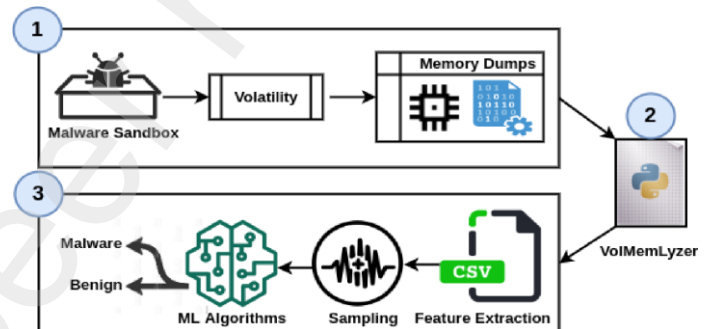 1
Memory Dumps
Volatility
Malware Sandbox
2
VolMemLyzer
3
Malware
Benign
CSV
ML Algorithms
Sampling
Feature Extraction